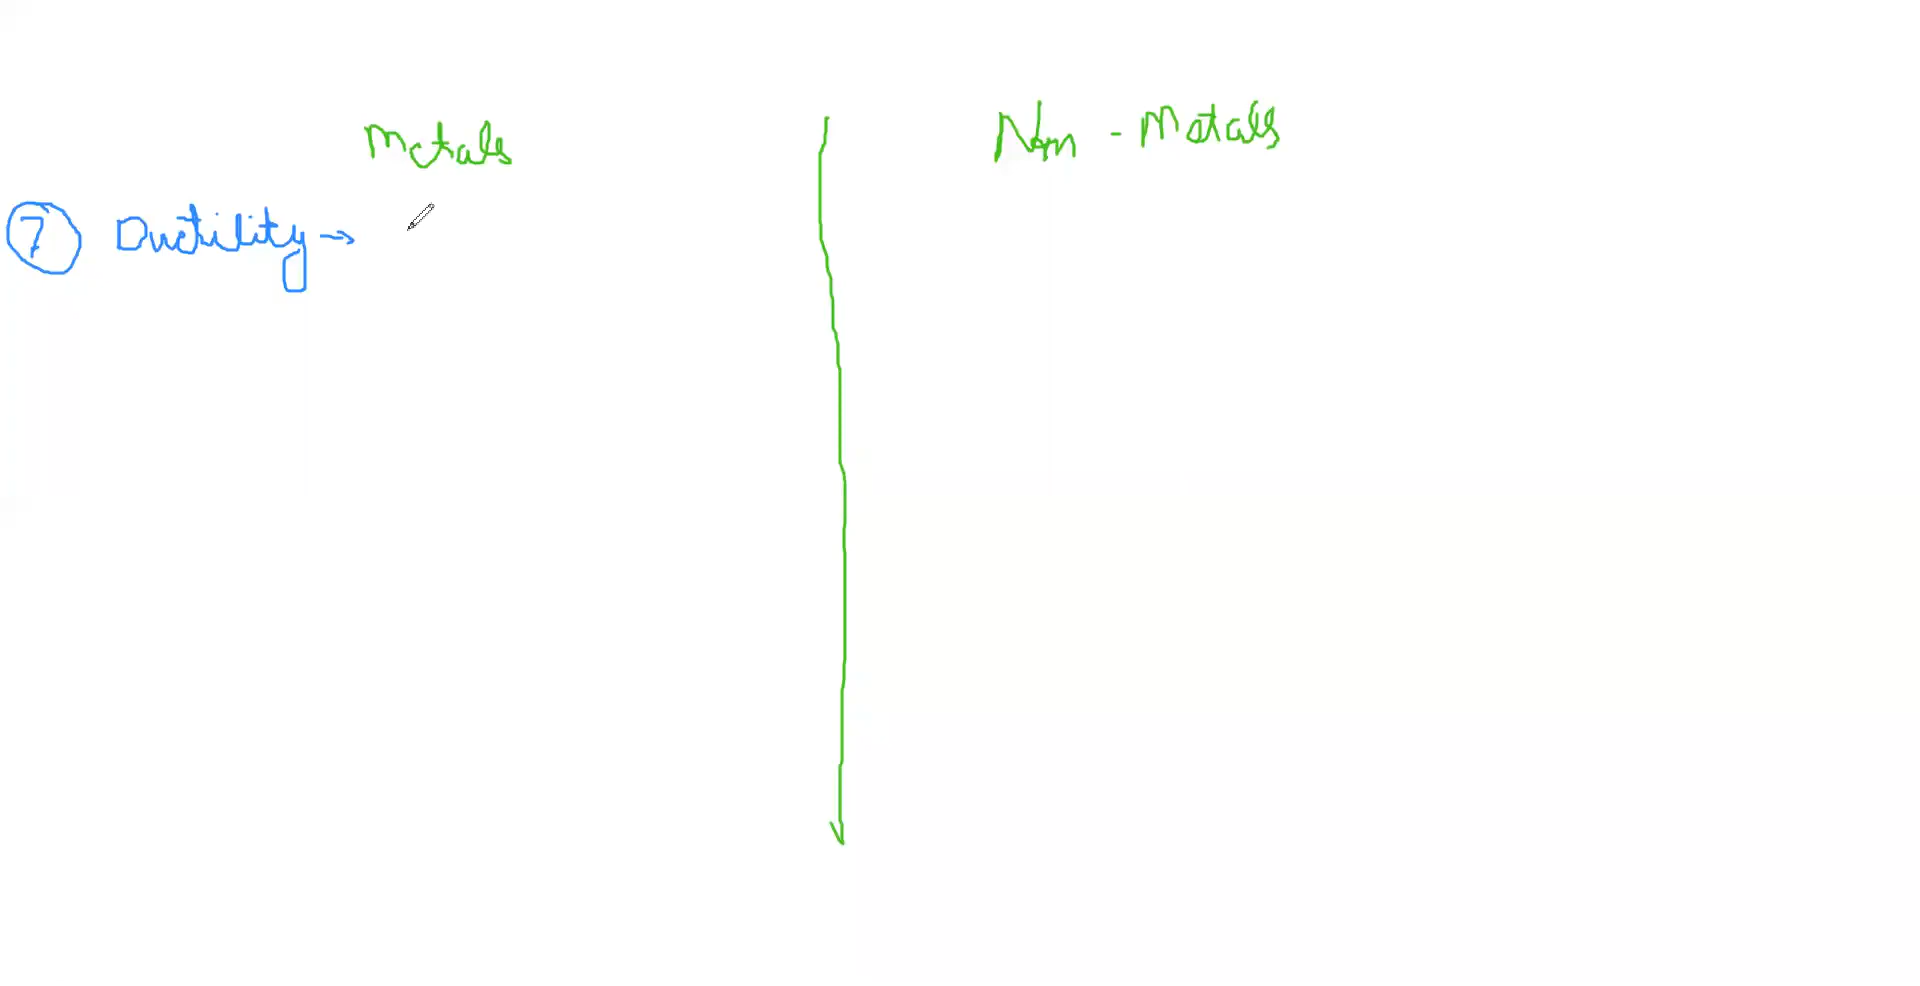 Metals
Non - Metals
7 Ductility →